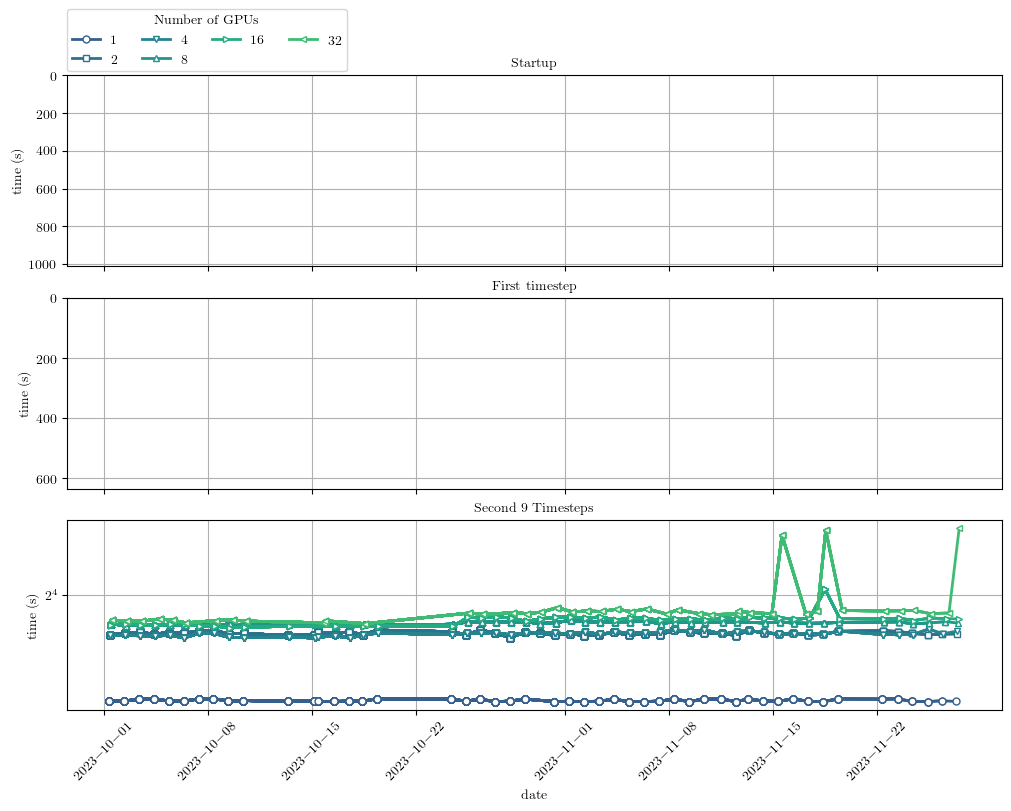 Number of GPUs
1 4 16 32
2 8
Startup
0
200
400
600
800
1000
time (s)
First timestep
0
200
400
600
time (s)
Second 9 Timesteps
2⁴
time (s)
2023−10−01 2023−10−08 2023−10−15 2023−10−22 2023−11−01 2023−11−08 2023−11−15 2023−11−22
date